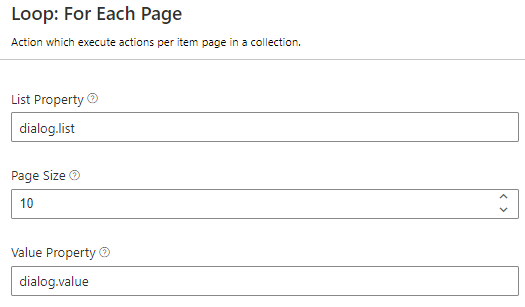 Loop: For Each Page
Action which execute actions per item page in a collection.
List Property
dialog.list
Page Size
10
Value Property
dialog.value